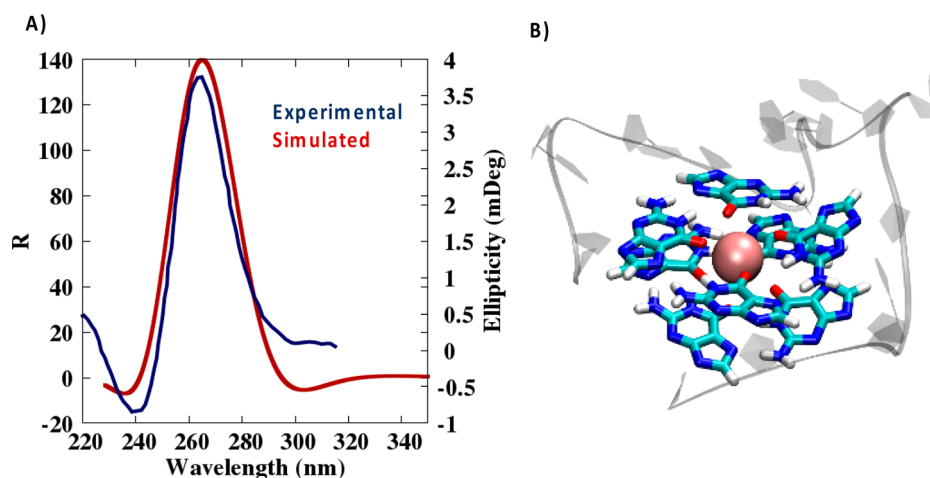 A)
B)
140
120
100
80
60
40
20
0
-20
R
4
3.5
3
2.5
2
1.5
1
0.5
0
-0.5
-1
Ellipticity (mDeg)
Experimental
Simulated
220 240 260 280 300 320 340
Wavelength (nm)